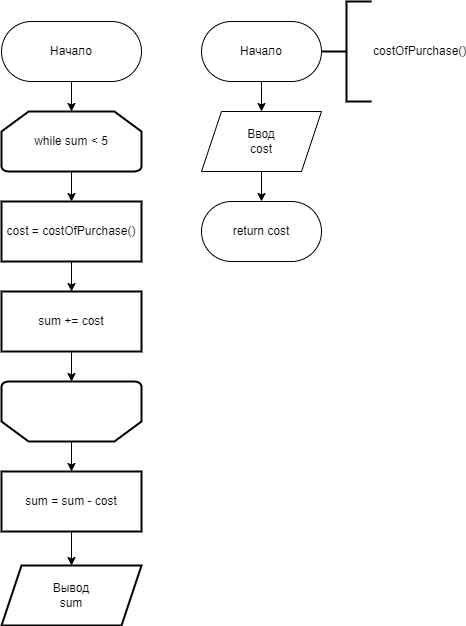 Начало
while sum < 5
cost = costOfPurchase()
sum += cost
sum = sum - cost
Вывод
sum
Начало
costOfPurchase()
Ввод
cost
return cost